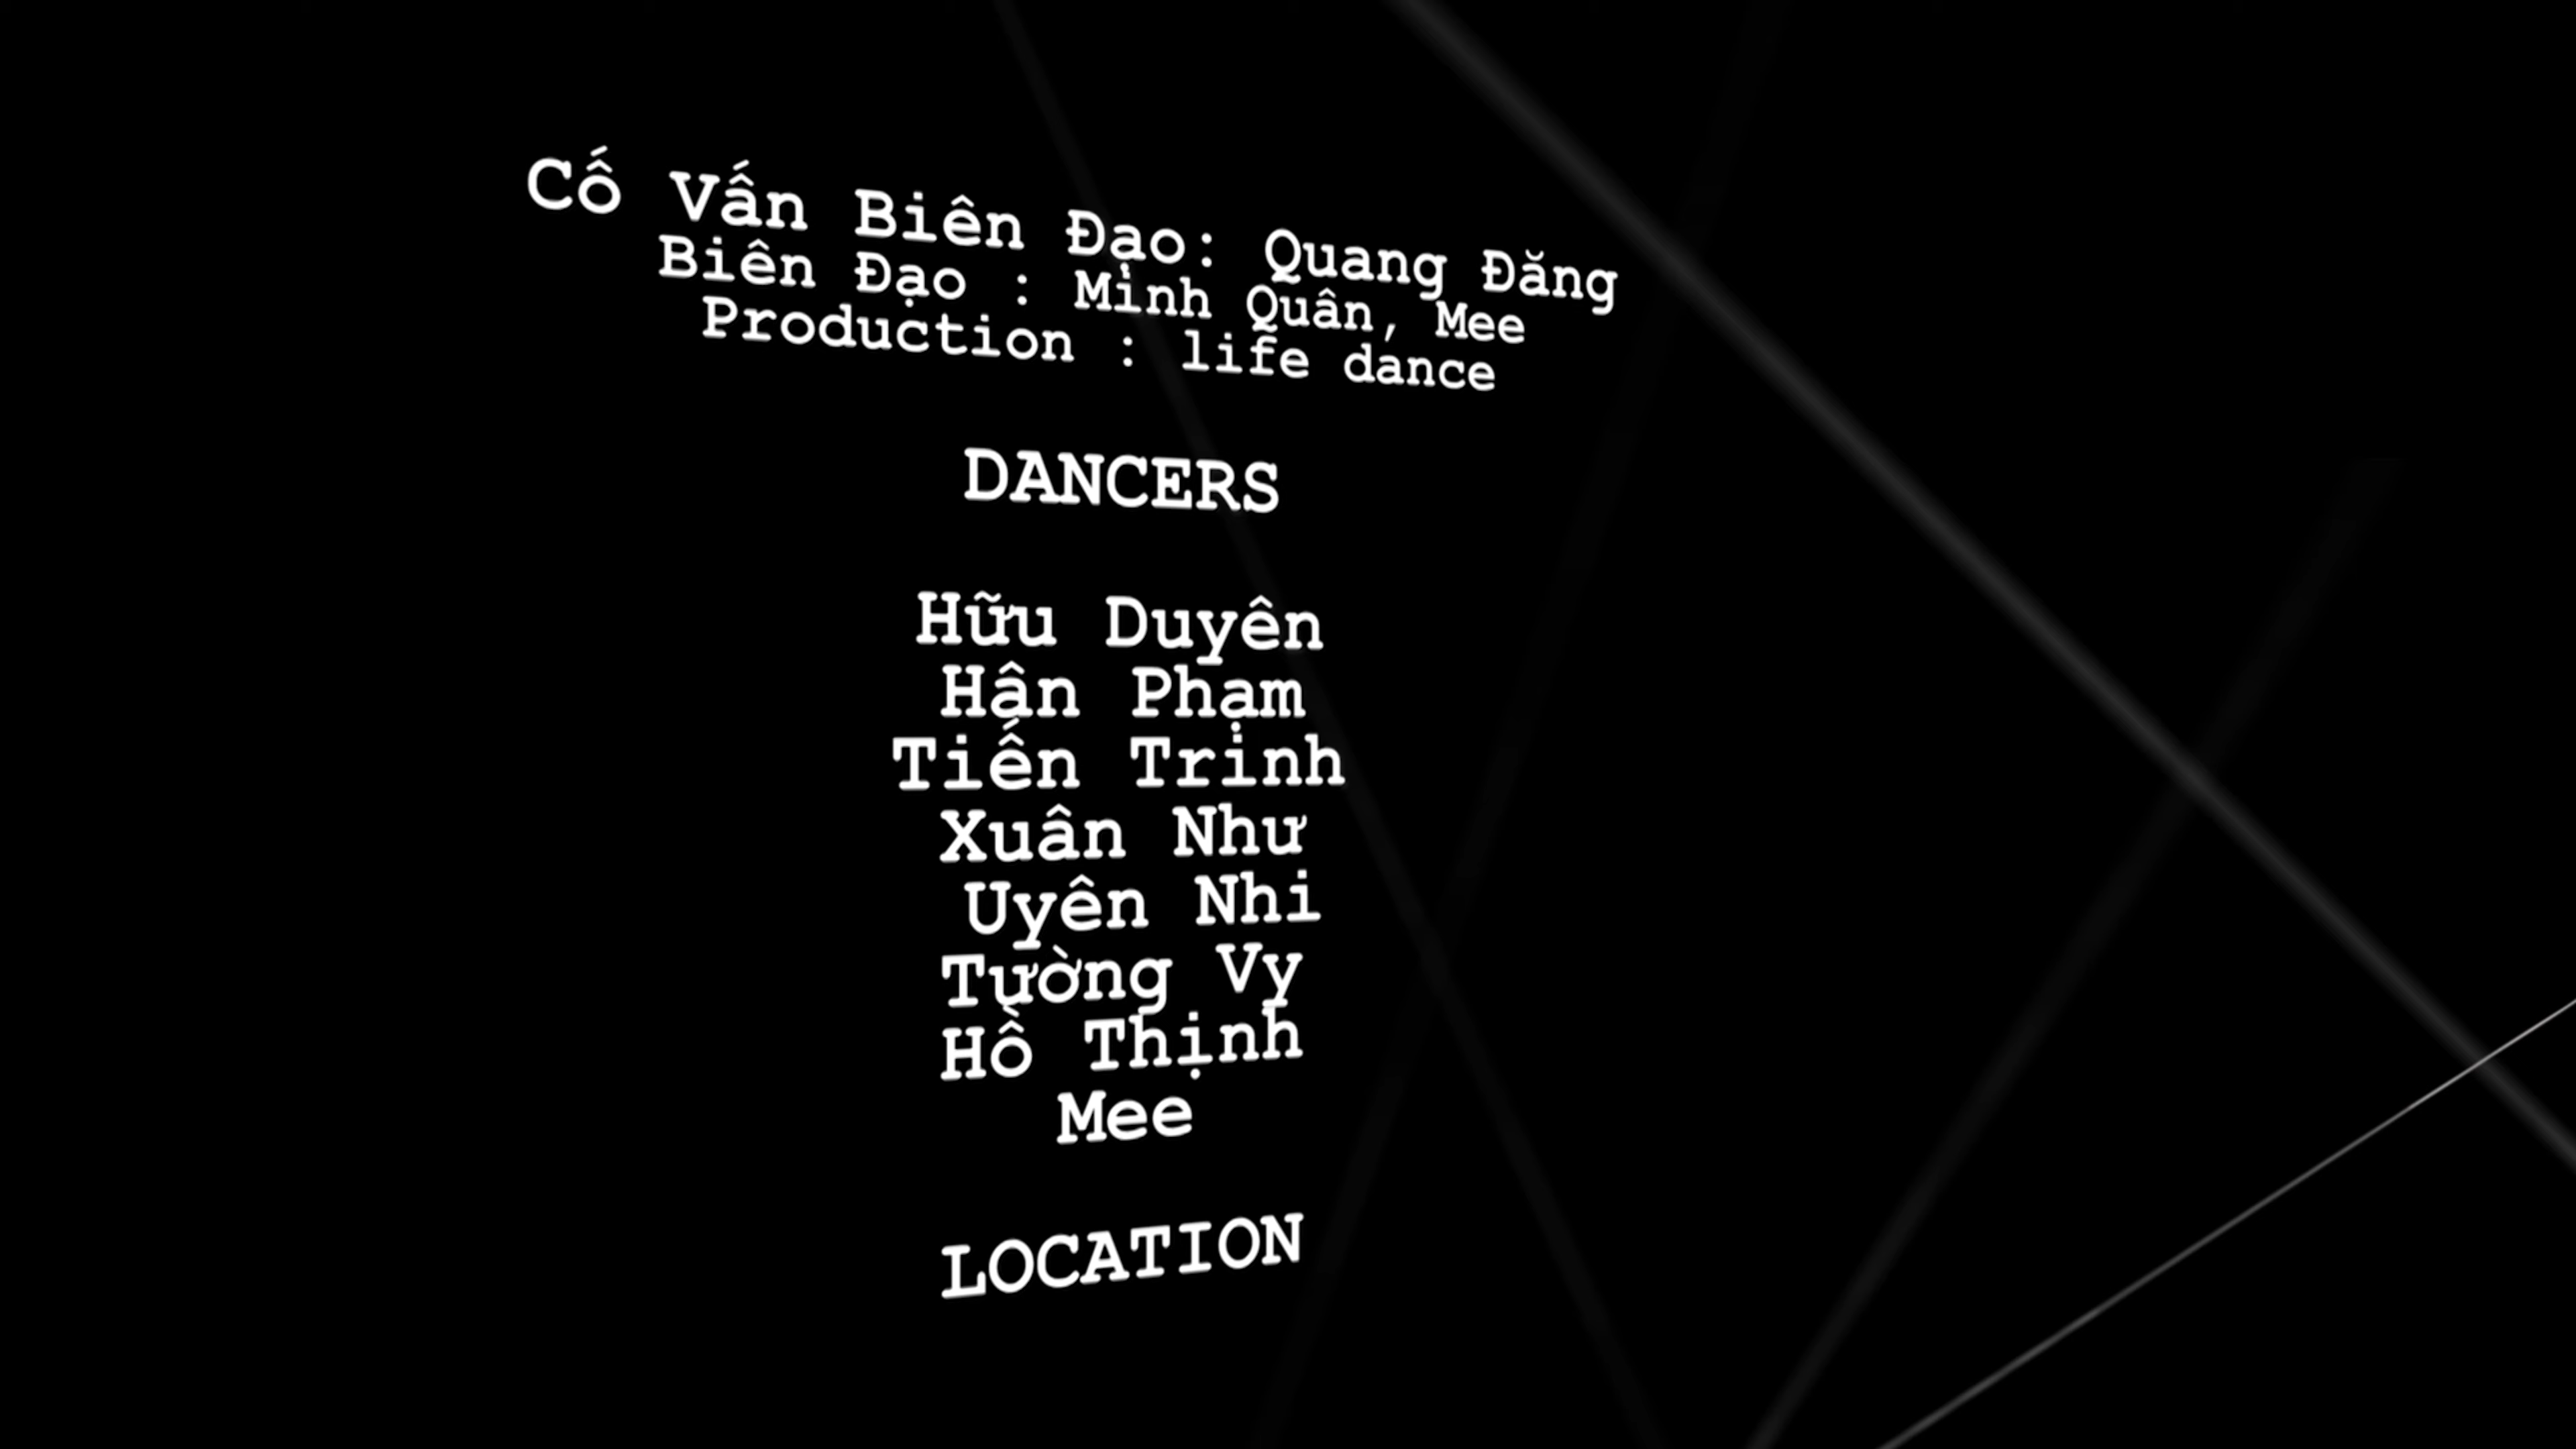 Cố Vấn Biên Đạo: Quang Đăng
Biên Đạo : Minh Quân, Mee
Production : life dance
DANCERS
Hữu Duyên
Hân Phạm
Tiến Trinh
Xuân Như
Uyên Nhi
Tường Vy
Hồ Thịnh
Mee
LOCATION